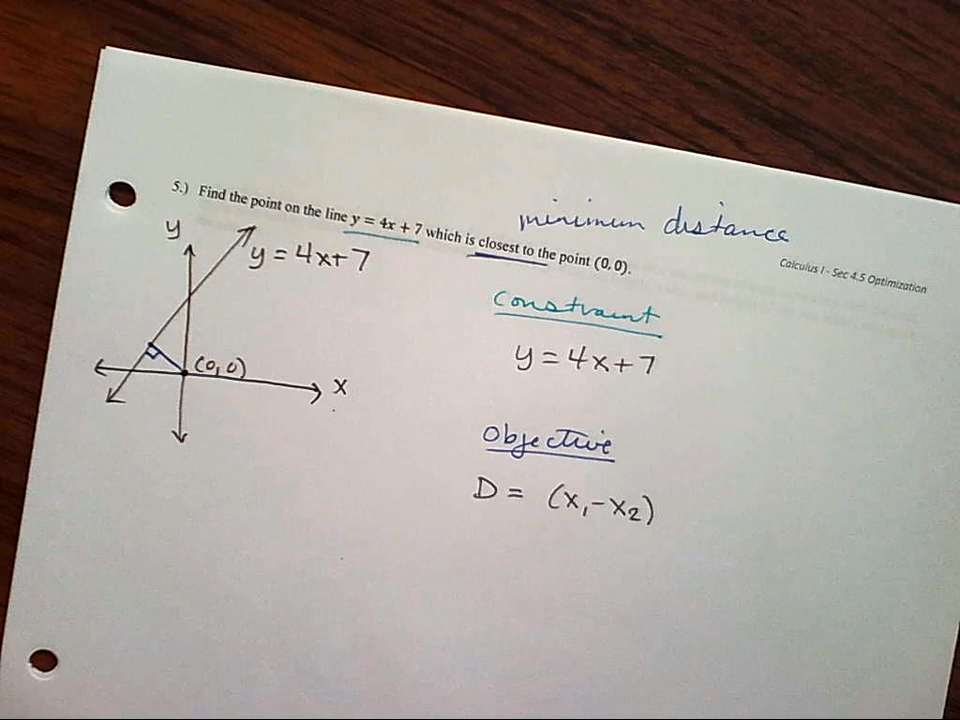 minimum distance
5.) Find the point on the line y = 4x + 7 which is closest to the point (0, 0).
Calculus I - Sec 4.5 Optimization
y
y = 4x+7
(0,0)
x
Constraint
y = 4x+7
Objective
D = (x₁-x₂)